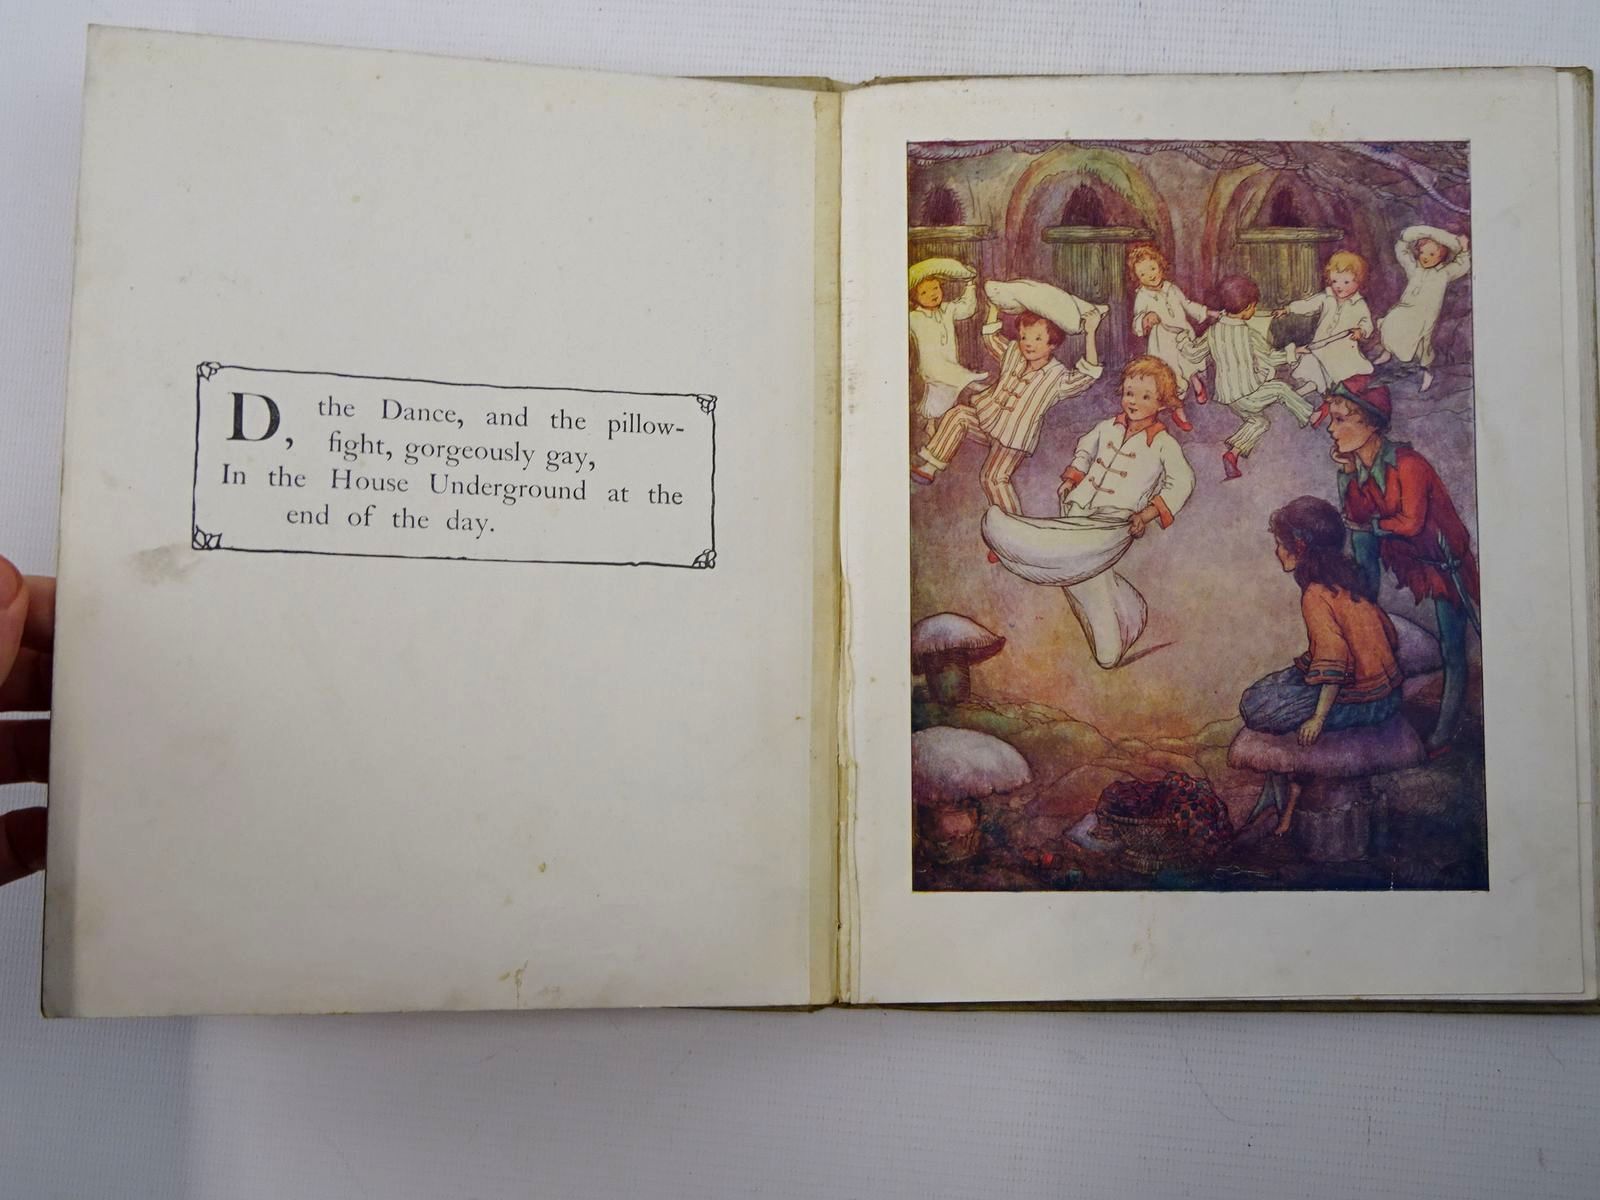 D, the Dance, and the pillow-
fight, gorgeously gay,
In the House Underground at the
end of the day.